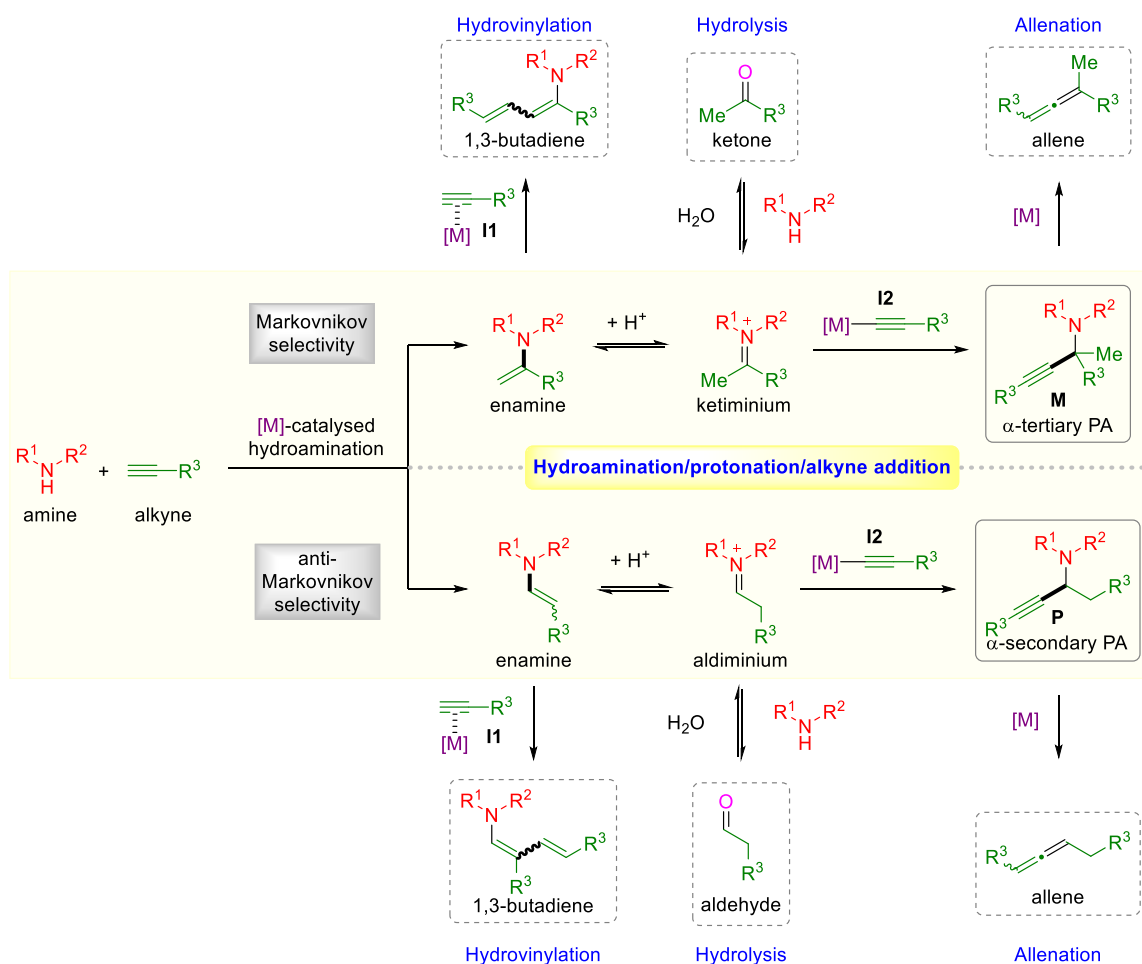 Hydrovinylation
Hydrolysis
Allenation
R¹ R²
N
R³
R³
1,3-butadiene
O
Me R³
ketone
Me
R³
R³
allene
R³
[M] I1
H₂O
R¹ R²
N
H
[M]
Markovnikov
selectivity
R¹ R²
N
R³
enamine
+ H⁺
R¹ + R²
N
Me R³
ketiminium
I2
[M] R³
R¹ R²
N
Me
R³
R³
M
α-tertiary PA
[M]-catalysed
hydroamination
R¹ R²
N
H
amine
+
R³
alkyne
Hydroamination/protonation/alkyne addition
anti-
Markovnikov
selectivity
R¹ R²
N
R³
enamine
+ H⁺
R¹ + R²
N
R³
aldiminium
I2
[M] R³
R¹ R²
N
R³
R³
P
α-secondary PA
R³
[M] I1
H₂O
R¹ R²
N
H
[M]
R¹ R²
N
R³
R³
1,3-butadiene
O
R³
aldehyde
R³ R³
allene
Hydrovinylation
Hydrolysis
Allenation